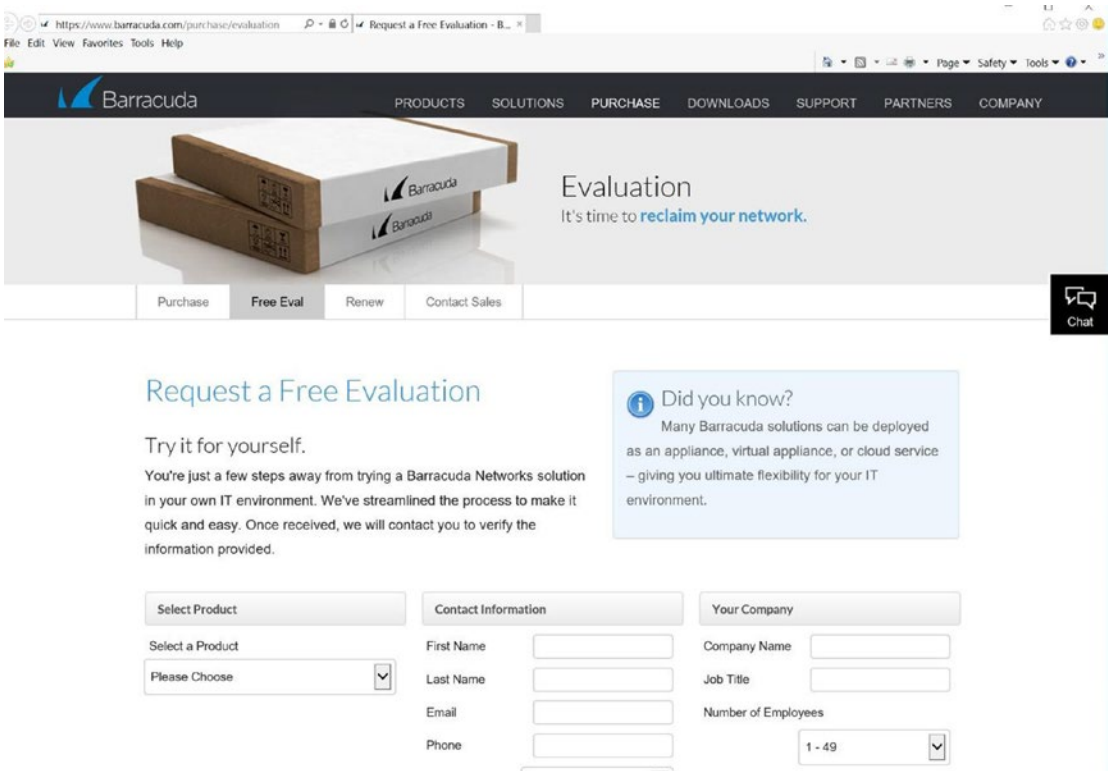 https://www.barracuda.com/purchase/evaluation
Request a Free Evaluation - B...
File Edit View Favorites Tools Help
Page Safety Tools
Barracuda
PRODUCTS SOLUTIONS PURCHASE DOWNLOADS SUPPORT PARTNERS COMPANY
Barracuda
Barracuda
Evaluation
It's time to reclaim your network.
Purchase Free Eval Renew Contact Sales
Chat
Request a Free Evaluation
Try it for yourself.
You're just a few steps away from trying a Barracuda Networks solution
in your own IT environment. We've streamlined the process to make it
quick and easy. Once received, we will contact you to verify the
information provided.
Did you know?
Many Barracuda solutions can be deployed
as an appliance, virtual appliance, or cloud service
– giving you ultimate flexibility for your IT
environment.
Select Product
Select a Product
Please Choose
Contact Information
First Name
Last Name
Email
Phone
Your Company
Company Name
Job Title
Number of Employees
1 - 49